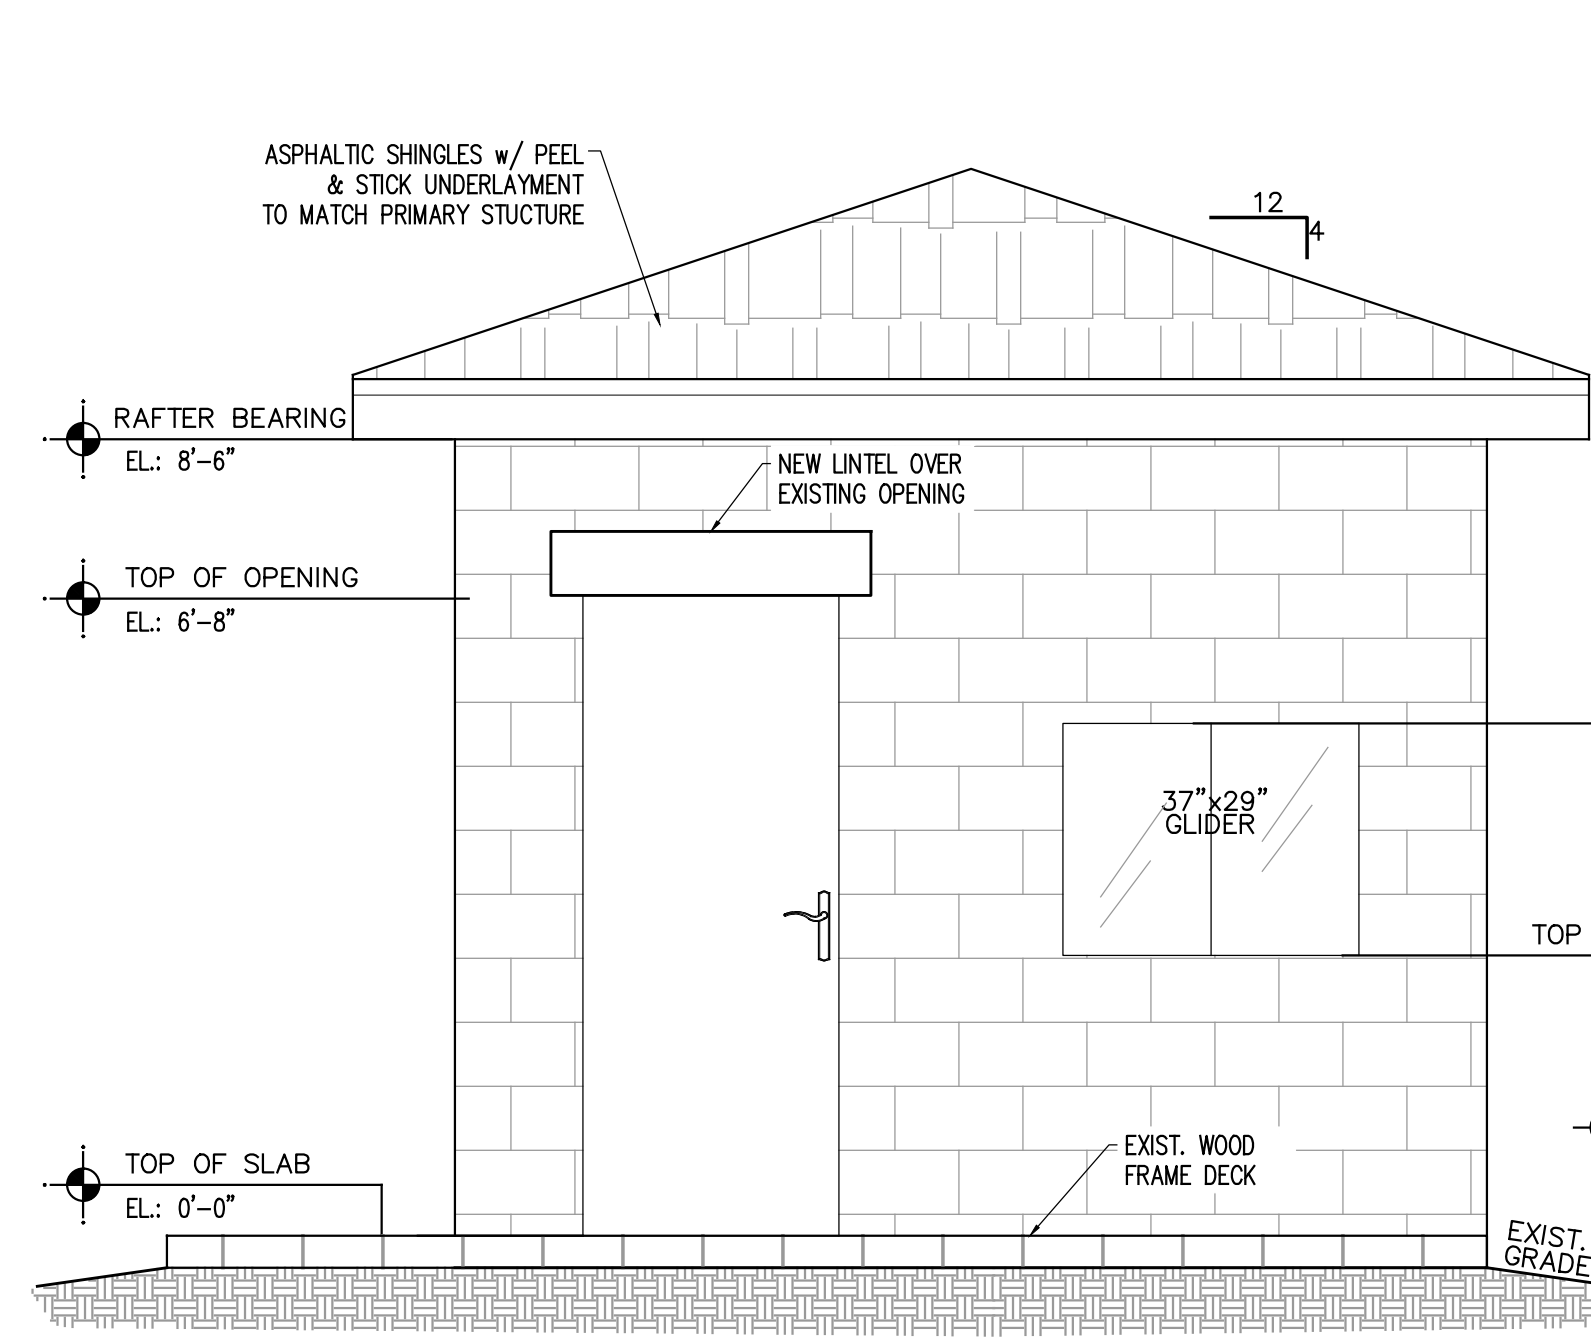 ASPHALTIC SHINGLES w/ PEEL
& STICK UNDERLAYMENT
TO MATCH PRIMARY STUCTURE
12
4
RAFTER BEARING
EL.: 8'-6"
NEW LINTEL OVER
EXISTING OPENING
TOP OF OPENING
EL.: 6'-8"
37"x29"
GLIDER
TOP
EXIST. WOOD
FRAME DECK
TOP OF SLAB
EL.: 0'-0"
EXIST.
GRADE